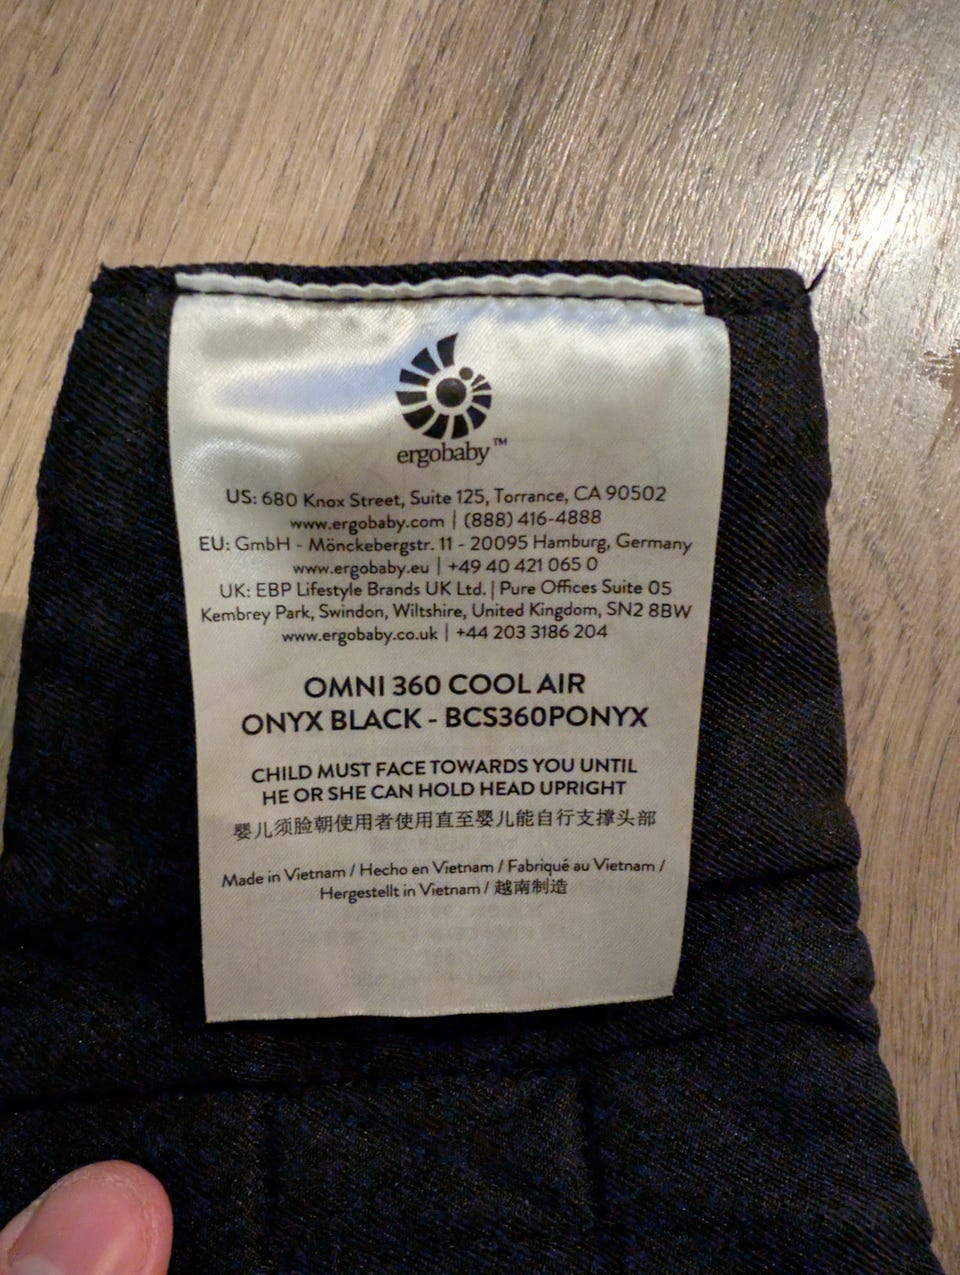 ergobaby™
US: 680 Knox Street, Suite 125, Torrance, CA 90502
www.ergobaby.com | (888) 416-4888
EU: GmbH - Mönckebergstr. 11 - 20095 Hamburg, Germany
www.ergobaby.eu | +49 40 421 065 0
UK: EBP Lifestyle Brands UK Ltd. | Pure Offices Suite 05
Kembrey Park, Swindon, Wiltshire, United Kingdom, SN2 8BW
www.ergobaby.co.uk | +44 203 3186 204
OMNI 360 COOL AIR
ONYX BLACK - BCS360PONYX
CHILD MUST FACE TOWARDS YOU UNTIL
HE OR SHE CAN HOLD HEAD UPRIGHT
婴儿须脸朝使用者使用直至婴儿能自行支撑头部
Made in Vietnam / Hecho en Vietnam / Fabriqué au Vietnam /
Hergestellt in Vietnam / 越南制造